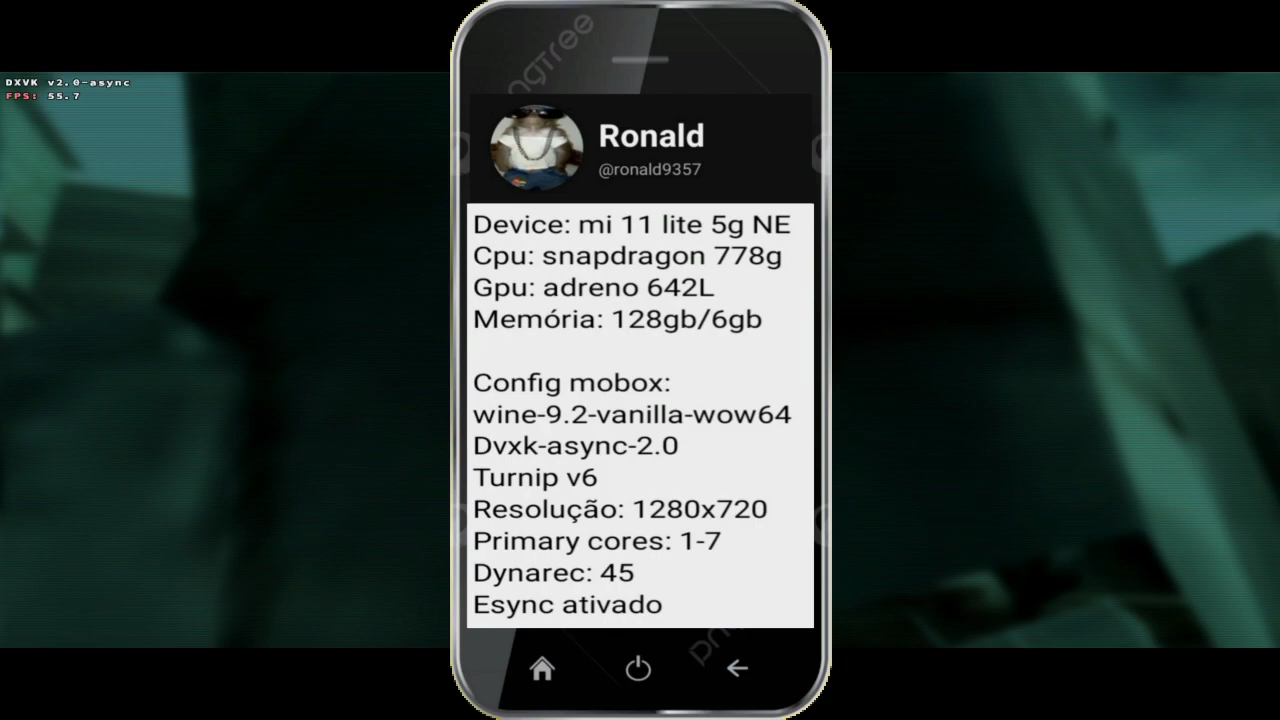 DXVK v2.0-async
FPS: 55.7
Ronald
@ronald9357
Device: mi 11 lite 5g NE
Cpu: snapdragon 778g
Gpu: adreno 642L
Memória: 128gb/6gb
Config mobox:
wine-9.2-vanilla-wow64
Dvxk-async-2.0
Turnip v6
Resolução: 1280x720
Primary cores: 1-7
Dynarec: 45
Esync ativado